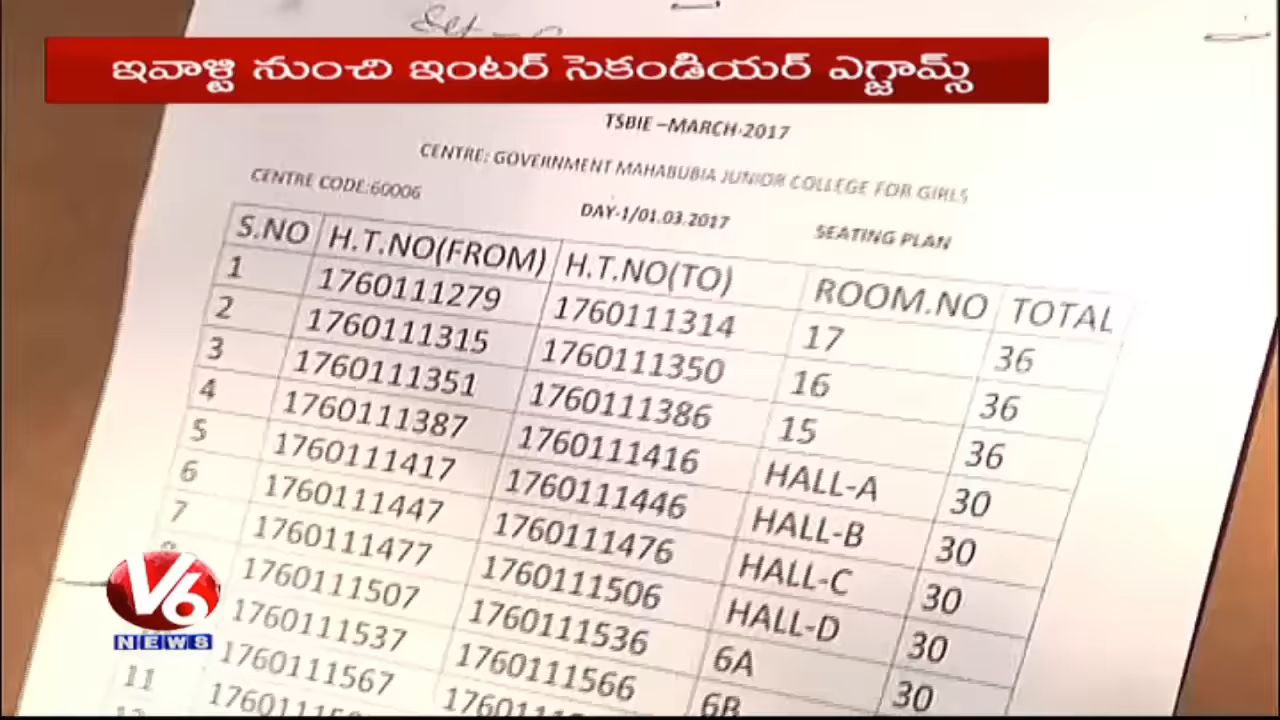 Set -
ఇవాళ్టి నుంచి ఇంటర్ సెకండియర్ ఎగ్జామ్స్
TSBIE –MARCH-2017
CENTRE: GOVERNMENT MAHABUBIA JUNIOR COLLEGE FOR GIRLS
CENTRE CODE:60006
DAY-1/01.03.2017 SEATING PLAN
S.NO H.T.NO(FROM) H.T.NO(TO) ROOM.NO TOTAL
1 1760111279 1760111314 17 36
2 1760111315 1760111350 16 36
3 1760111351 1760111386 15 36
4 1760111387 1760111416 HALL-A 30
5 1760111417 1760111446 HALL-B 30
6 1760111447 1760111476 HALL-C 30
7 1760111477 1760111506 HALL-D 30
1760111507 1760111536 6A 30
1760111537 1760111566 6B
1760111567
11
V6
NEWS